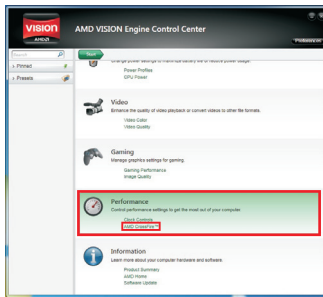 VISION
AMD
AMD VISION Engine Control Center
Preferences
Search
Start
Pinned
Presets
Power Profiles
CPU Power
Video
Enhance the quality of video playback or convert videos to other file formats.
Video Color
Video Quality
Gaming
Manage graphics settings for gaming.
Gaming Performance
Image Quality
Performance
Control performance settings to get the most out of your computer.
Clock Controls
AMD CrossFire™
Information
Learn more about your computer hardware and software.
Product Summary
AMD Home
Software Update